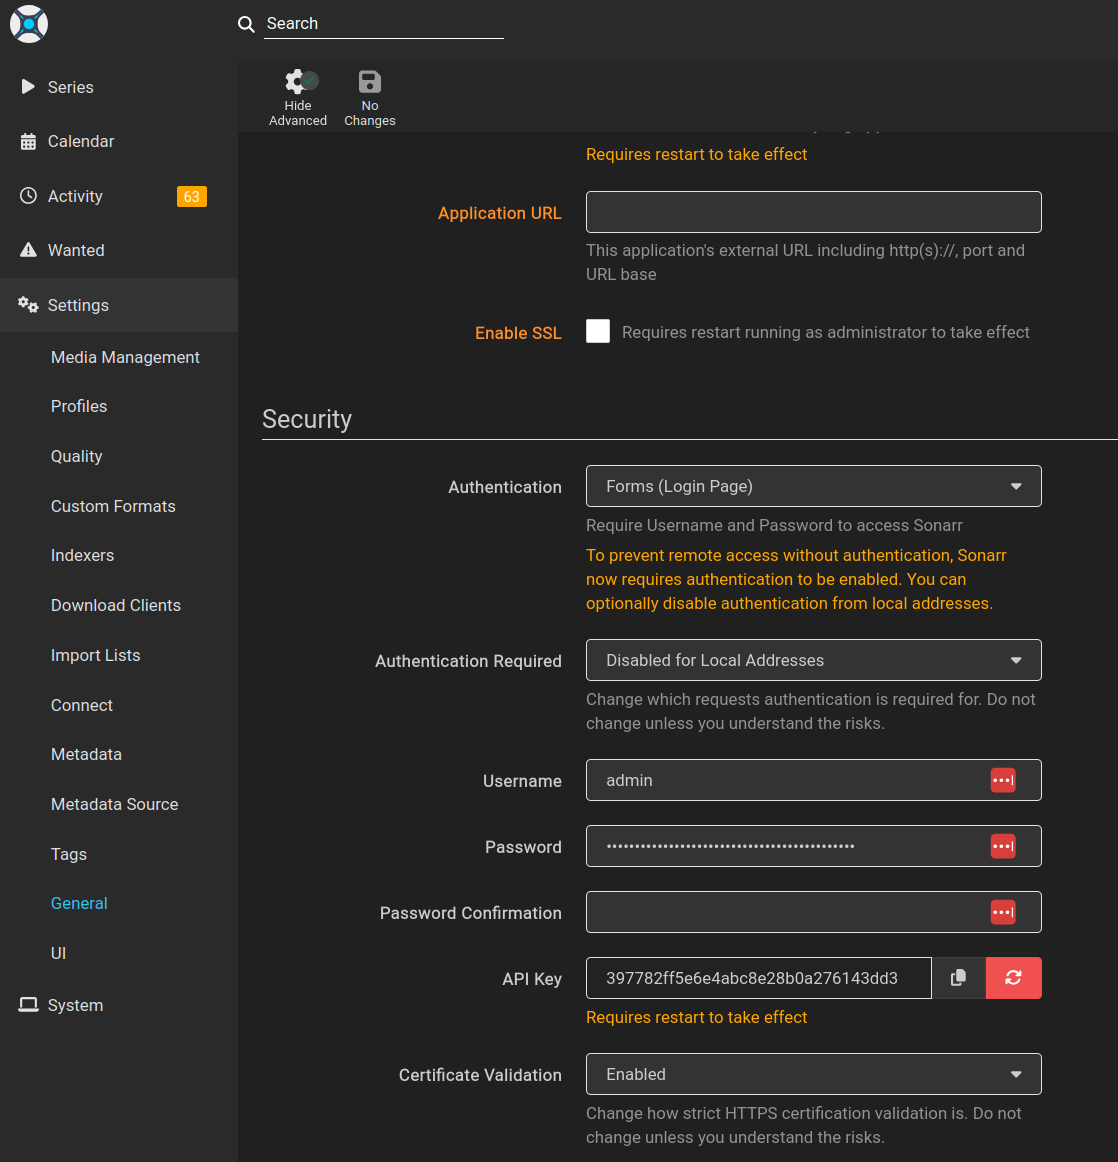 Search
Series
Calendar
Activity
63
Wanted
Settings
Media Management
Profiles
Quality
Custom Formats
Indexers
Download Clients
Import Lists
Connect
Metadata
Metadata Source
Tags
General
UI
System
Hide
Advanced
No
Changes
Requires restart to take effect
Application URL
This application's external URL including http(s)://, port and
URL base
Enable SSL
Requires restart running as administrator to take effect
Security
Authentication
Forms (Login Page)
Require Username and Password to access Sonarr
To prevent remote access without authentication, Sonarr
now requires authentication to be enabled. You can
optionally disable authentication from local addresses.
Authentication Required
Disabled for Local Addresses
Change which requests authentication is required for. Do not
change unless you understand the risks.
Username
admin
Password
Password Confirmation
API Key
397782ff5e6e4abc8e28b0a276143dd3
Requires restart to take effect
Certificate Validation
Enabled
Change how strict HTTPS certification validation is. Do not
change unless you understand the risks.